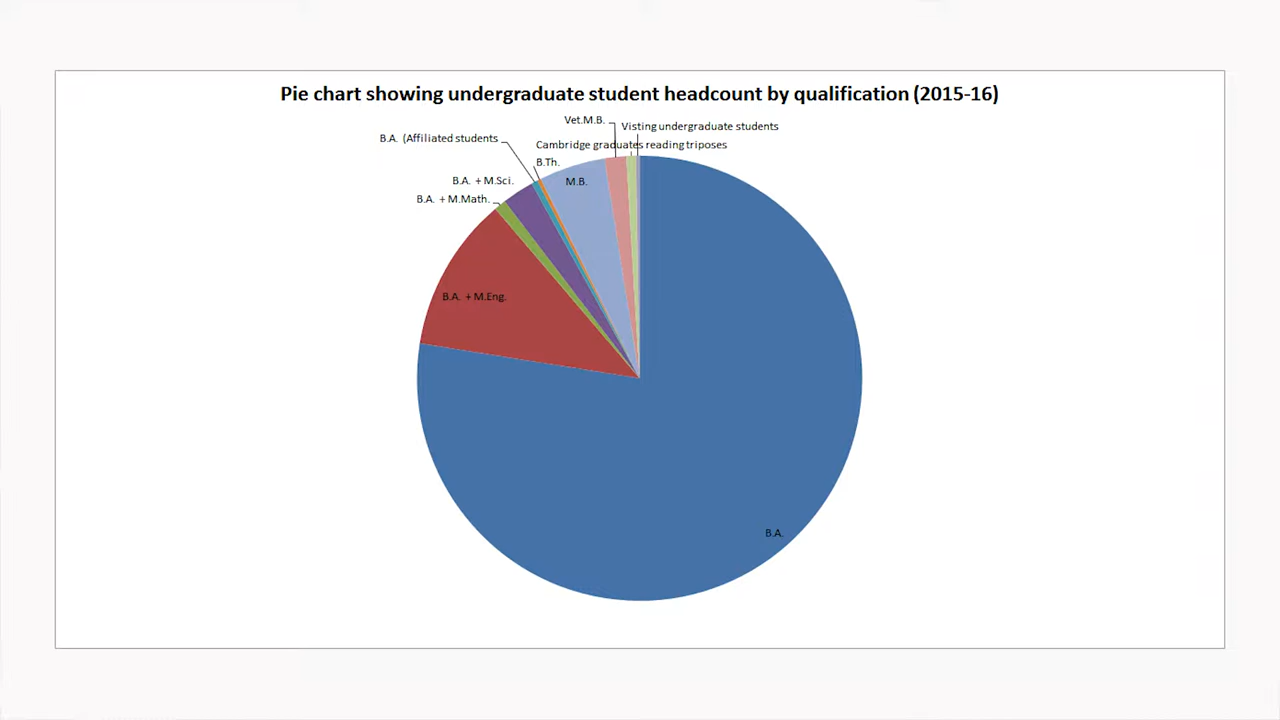 Pie chart showing undergraduate student headcount by qualification (2015-16)
Vet.M.B.
Visting undergraduate students
B.A. (Affiliated students
Cambridge graduates reading triposes
B.Th.
B.A. + M.Sci.
M.B.
B.A. + M.Math.
B.A. + M.Eng.
B.A.